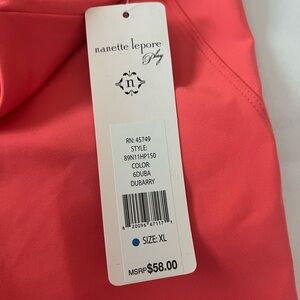 nanette lepore
Play
n
RN: 45749
STYLE:
89N11HP150
COLOR:
6DUBA
DUBARRY
SIZE: XL
MSRP$58.00